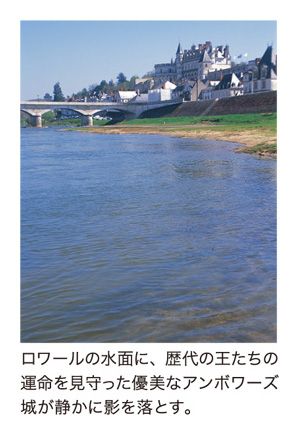 ロワールの水面に、歴代の王たちの
運命を見守った優美なアンボワーズ
城が静かに影を落とす。